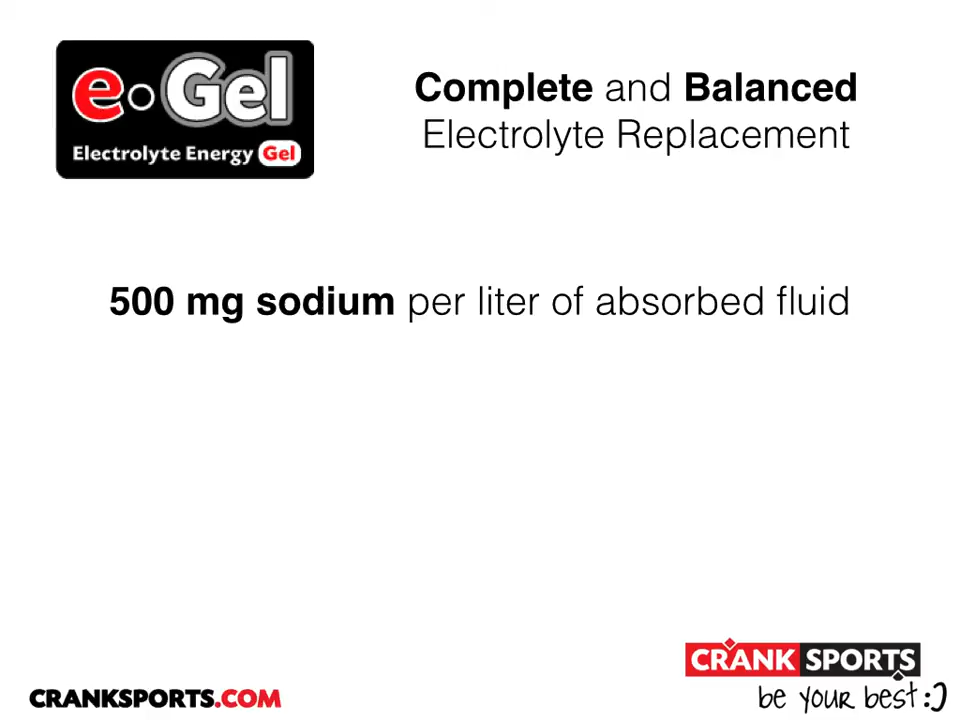 e•Gel
Electrolyte Energy Gel
Complete and Balanced
Electrolyte Replacement
500 mg sodium per liter of absorbed fluid
CRANK SPORTS
be your best :)
CRANKSPORTS.COM